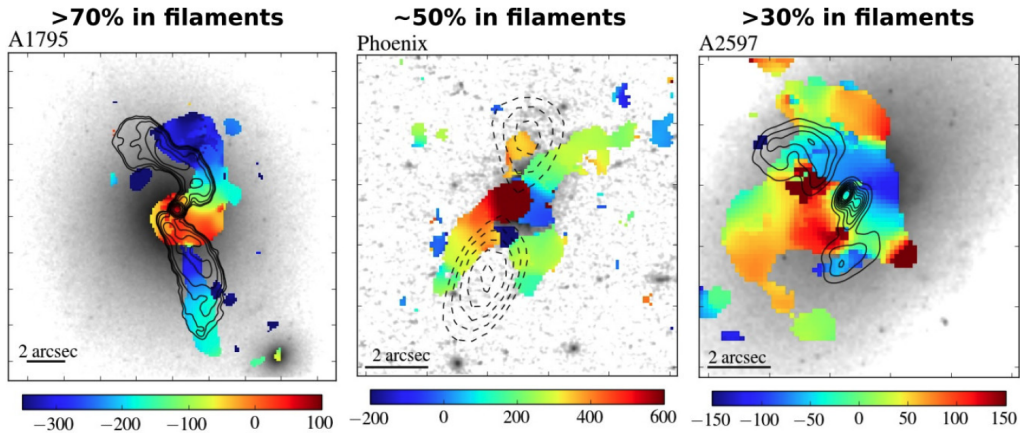 >70% in filaments
A1795
2 arcsec
−300 −200 −100 0 100
~50% in filaments
Phoenix
2 arcsec
−200 0 200 400 600
>30% in filaments
A2597
2 arcsec
−150 −100 −50 0 50 100 150